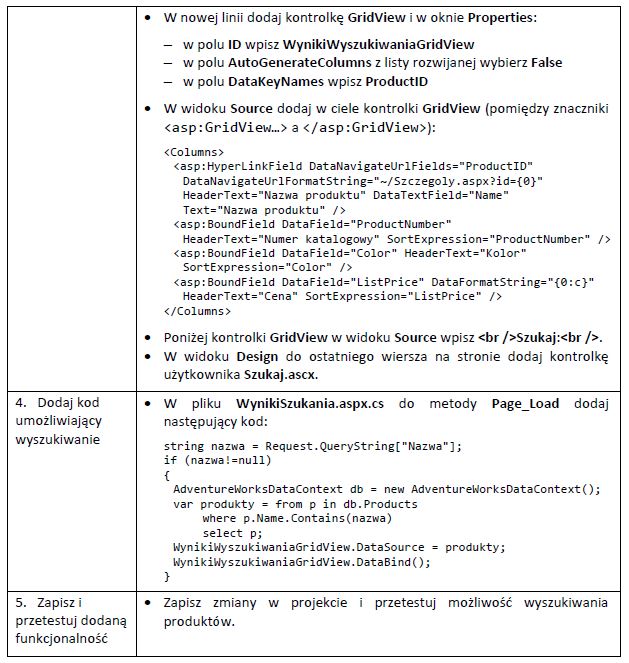 • W nowej linii dodaj kontrolkę GridView i w oknie Properties:
– w polu ID wpisz WynikiWyszukiwaniaGridView
– w polu AutoGenerateColumns z listy rozwijanej wybierz False
– w polu DataKeyNames wpisz ProductID
• W widoku Source dodaj w ciele kontrolki GridView (pomiędzy znaczniki
<asp:GridView…> a </asp:GridView>):
<Columns>
<asp:HyperLinkField DataNavigateUrlFields="ProductID"
DataNavigateUrlFormatString="~/Szczegoly.aspx?id={0}"
HeaderText="Nazwa produktu" DataTextField="Name"
Text="Nazwa produktu" />
<asp:BoundField DataField="ProductNumber"
HeaderText="Numer katalogowy" SortExpression="ProductNumber" />
<asp:BoundField DataField="Color" HeaderText="Kolor"
SortExpression="Color" />
<asp:BoundField DataField="ListPrice" DataFormatString="{0:c}"
HeaderText="Cena" SortExpression="ListPrice" />
</Columns>
• Poniżej kontrolki GridView w widoku Source wpisz <br />Szukaj:<br />.
• W widoku Design do ostatniego wiersza na stronie dodaj kontrolkę
użytkownika Szukaj.ascx.
4. Dodaj kod
umożliwiający
wyszukiwanie
• W pliku WynikiSzukania.aspx.cs do metody Page_Load dodaj
następujący kod:
string nazwa = Request.QueryString["Nazwa"];
if (nazwa!=null)
{
AdventureWorksDataContext db = new AdventureWorksDataContext();
var produkty = from p in db.Products
where p.Name.Contains(nazwa)
select p;
WynikiWyszukiwaniaGridView.DataSource = produkty;
WynikiWyszukiwaniaGridView.DataBind();
}
5. Zapisz i
przetestuj dodaną
funkcjonalność
• Zapisz zmiany w projekcie i przetestuj możliwość wyszukiwania
produktów.